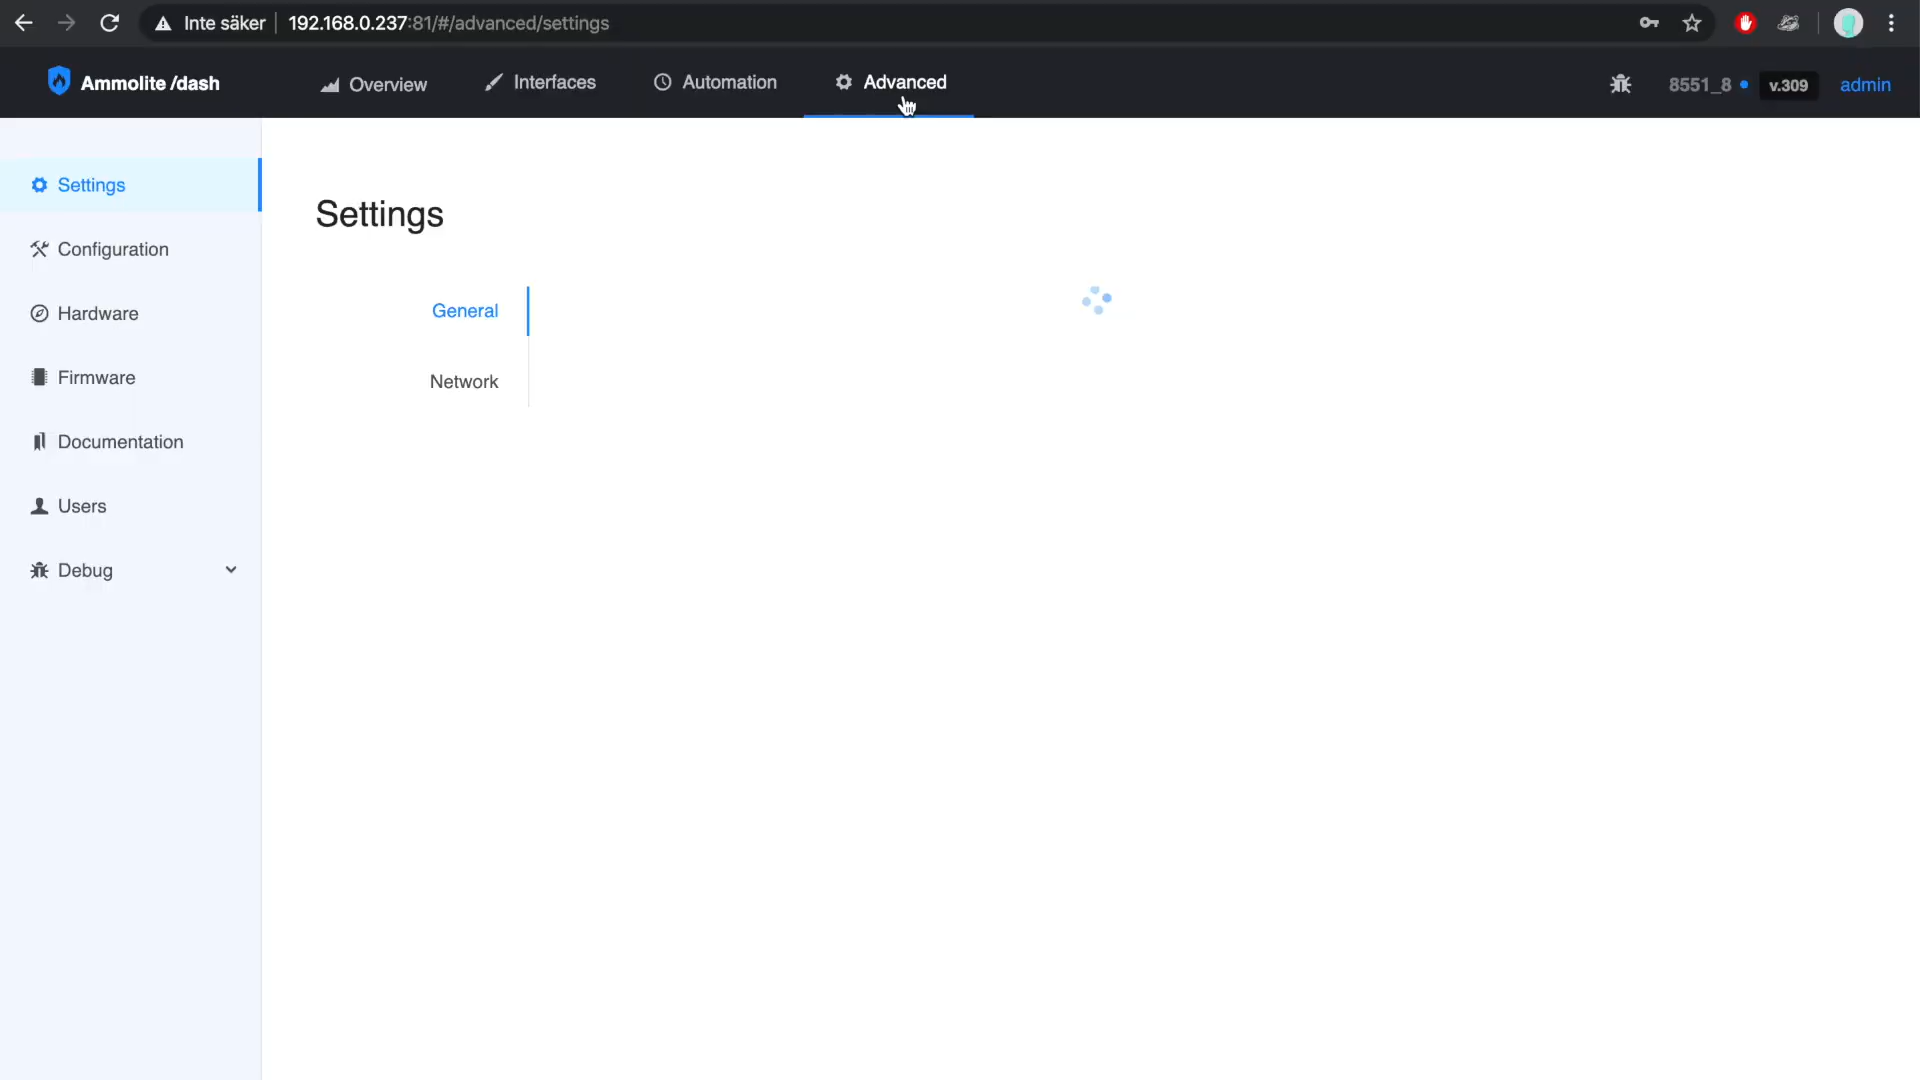 Inte säker 192.168.0.237:81/#/advanced/settings
Ammolite /dash Overview Interfaces Automation Advanced 8551_8 v.309 admin
Settings
Configuration
Hardware
Firmware
Documentation
Users
Debug
Settings
General
Network